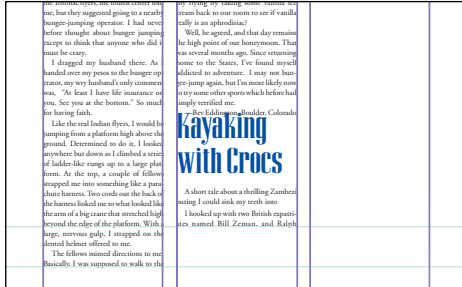 me, but they suggested going to a nearby
bungee-jumping operator. I had never
before thought about bungee jumping
except to think that anyone who did it
must be crazy.
I dragged my husband there. As I
handed over my pesos to the bungee op-
erator, my wry husband's only comment
was, "At least I have life insurance on
you. See you at the bottom." So much
for having faith.
Like the real Indian flyers, I would be
jumping from a platform high above the
ground. Determined to do it, I looked
anywhere but down as I climbed a series
of ladder-like rungs up to a large plat-
form. At the top, a couple of fellows
strapped me into something like a para-
chute harness. Two cords out the back of
the harness linked me to what looked like
the arm of a big crane that stretched high
beyond the edge of the platform. With a
large, nervous gulp, I strapped on the
dented helmet offered to me.
The fellows mimed directions to me.
Basically, I was supposed to walk to the
cream back to our room to see if vanilla
really is an aphrodisiac?
Well, he agreed, and that day remains
the high point of our honeymoon. That
was several months ago. Since returning
home to the States, I've found myself
addicted to adventure. I may not bun-
gee-jump again, but I'm more likely now
to try some other sports which before had
simply terrified me.
—Bev Eddington, Boulder, Colorado
Kayaking
with Crocs
A short tale about a thrilling Zambezi
outing I could sink my teeth into
I hooked up with two British expatri-
ates named Bill Zeman, and Ralph